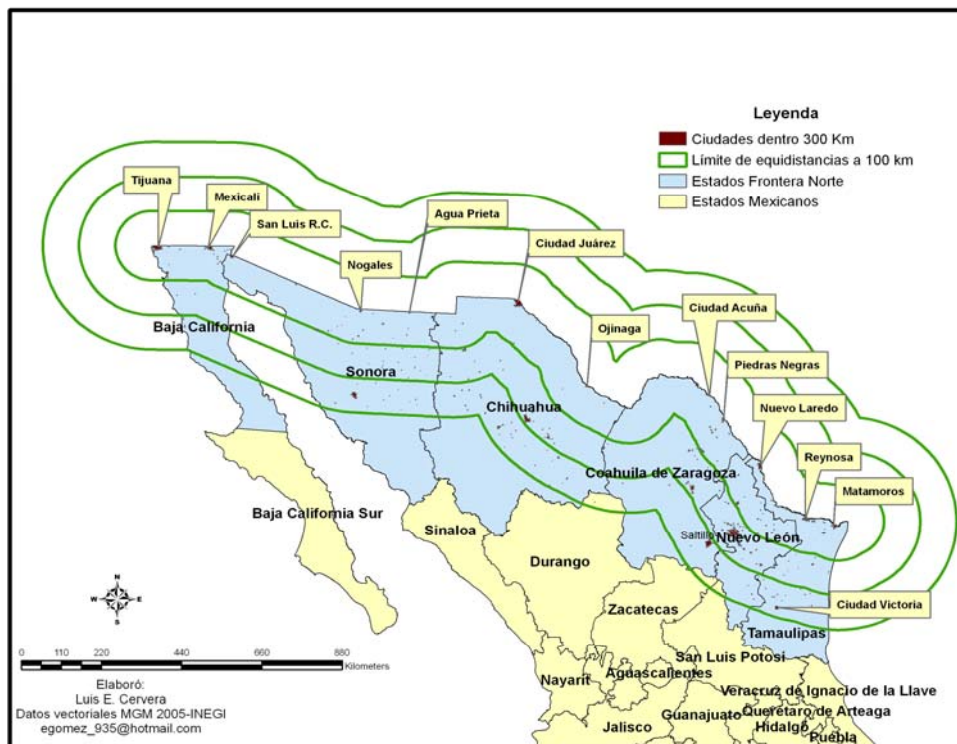 Leyenda
Ciudades dentro 300 Km
Límite de equidistancias a 100 km
Estados Frontera Norte
Estados Mexicanos
Tijuana
Mexicali
San Luis R.C.
Agua Prieta
Nogales
Ciudad Juárez
Ojinaga
Ciudad Acuña
Piedras Negras
Nuevo Laredo
Reynosa
Matamoros
Baja California
Sonora
Chihuahua
Coahuila de Zaragoza
Baja California Sur
Sinaloa
Saltillo
Nuevo León
Durango
Ciudad Victoria
Zacatecas
Tamaulipas
San Luis Potosí
Nayarit
Aguascalientes
Veracruz de Ignacio de la Llave
Guanajuato
Querétaro de Arteaga
Jalisco
Hidalgo
Puebla
N
W E
S
0 110 220 440 660 880
Kilometers
Elaboró:
Luis E. Cervera
Datos vectoriales MGM 2005-INEGI
egomez_935@hotmail.com